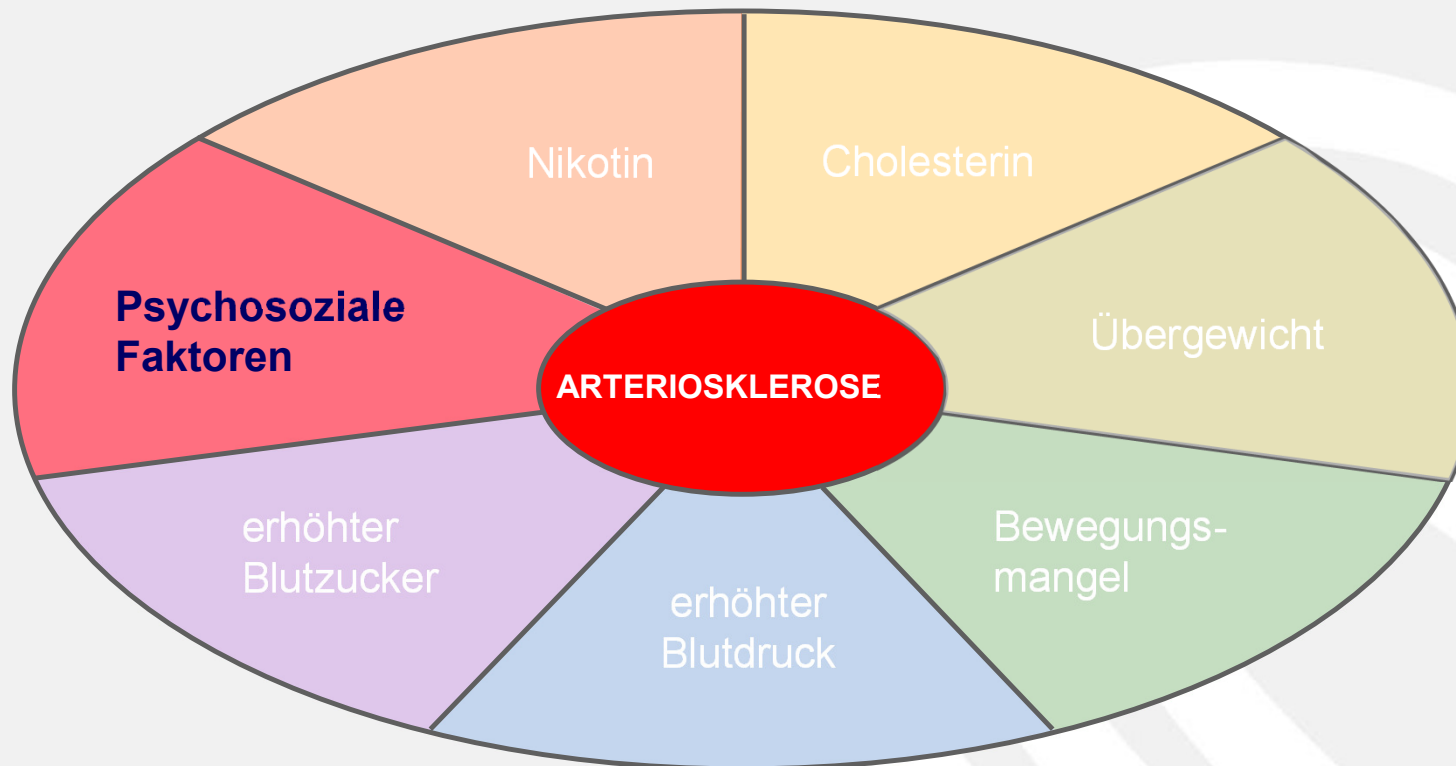 Nikotin
Cholesterin
Psychosoziale
Faktoren
Übergewicht
ARTERIOSKLEROSE
erhöhter
Blutzucker
Bewegungs-
mangel
erhöhter
Blutdruck